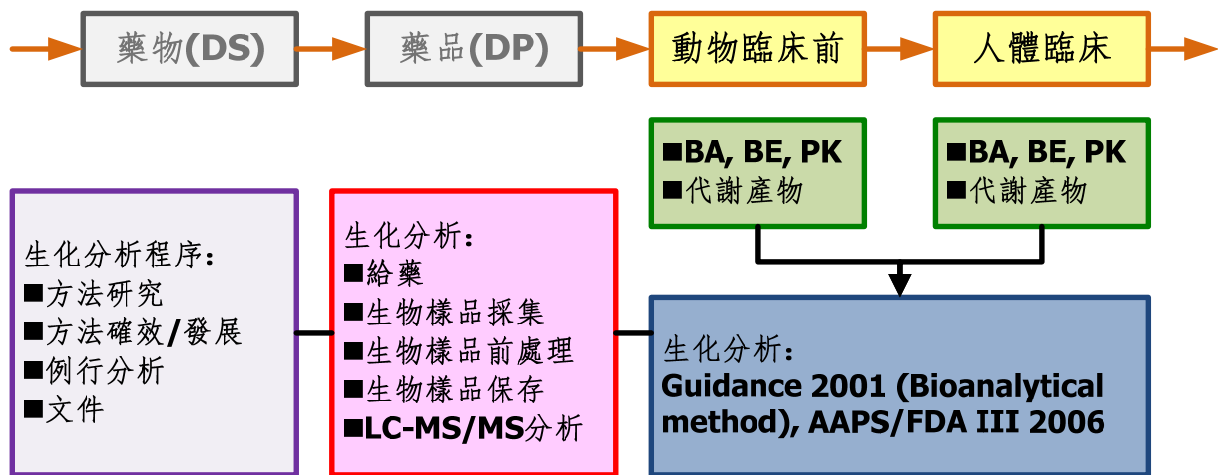 藥物(DS)
藥品(DP)
動物臨床前
人體臨床
■BA, BE, PK
■代謝產物
■BA, BE, PK
■代謝產物
生化分析程序：
■方法研究
■方法確效/發展
■例行分析
■文件
生化分析：
■給藥
■生物樣品採集
■生物樣品前處理
■生物樣品保存
■LC-MS/MS分析
生化分析：
Guidance 2001 (Bioanalytical
method), AAPS/FDA III 2006